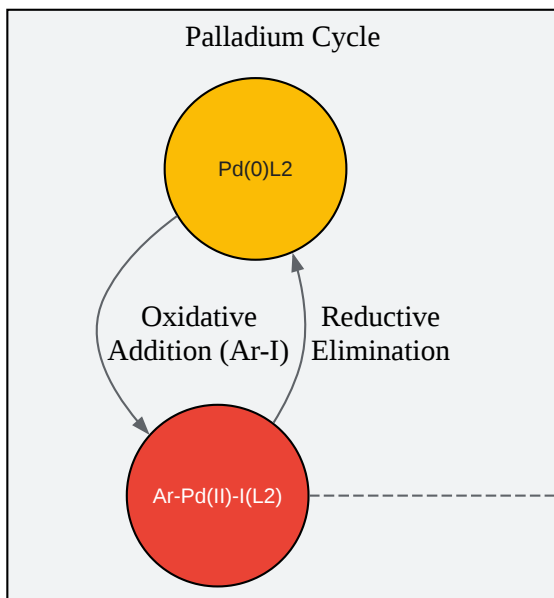 Palladium Cycle
Pd(0)L2
Oxidative
Addition (Ar-I)
Reductive
Elimination
Ar-Pd(II)-I(L2)